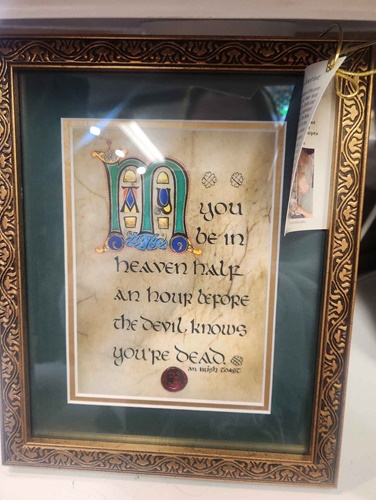 May you
be in
heaven half
an hour before
the devil knows
you're dead.
an irish toast